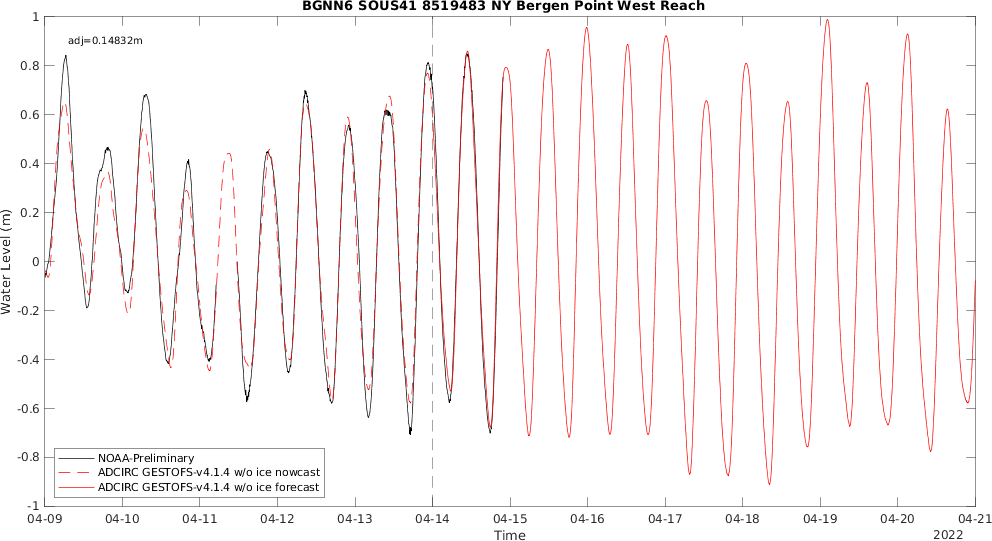 BGNN6 SOUS41 8519483 NY Bergen Point West Reach
adj=0.14832m
1
0.8
0.6
0.4
0.2
0
-0.2
-0.4
-0.6
-0.8
-1
Water Level (m)
NOAA-Preliminary
ADCIRC GESTOFS-v4.1.4 w/o ice nowcast
ADCIRC GESTOFS-v4.1.4 w/o ice forecast
04-09 04-10 04-11 04-12 04-13 04-14 04-15 04-16 04-17 04-18 04-19 04-20 04-21
Time
2022